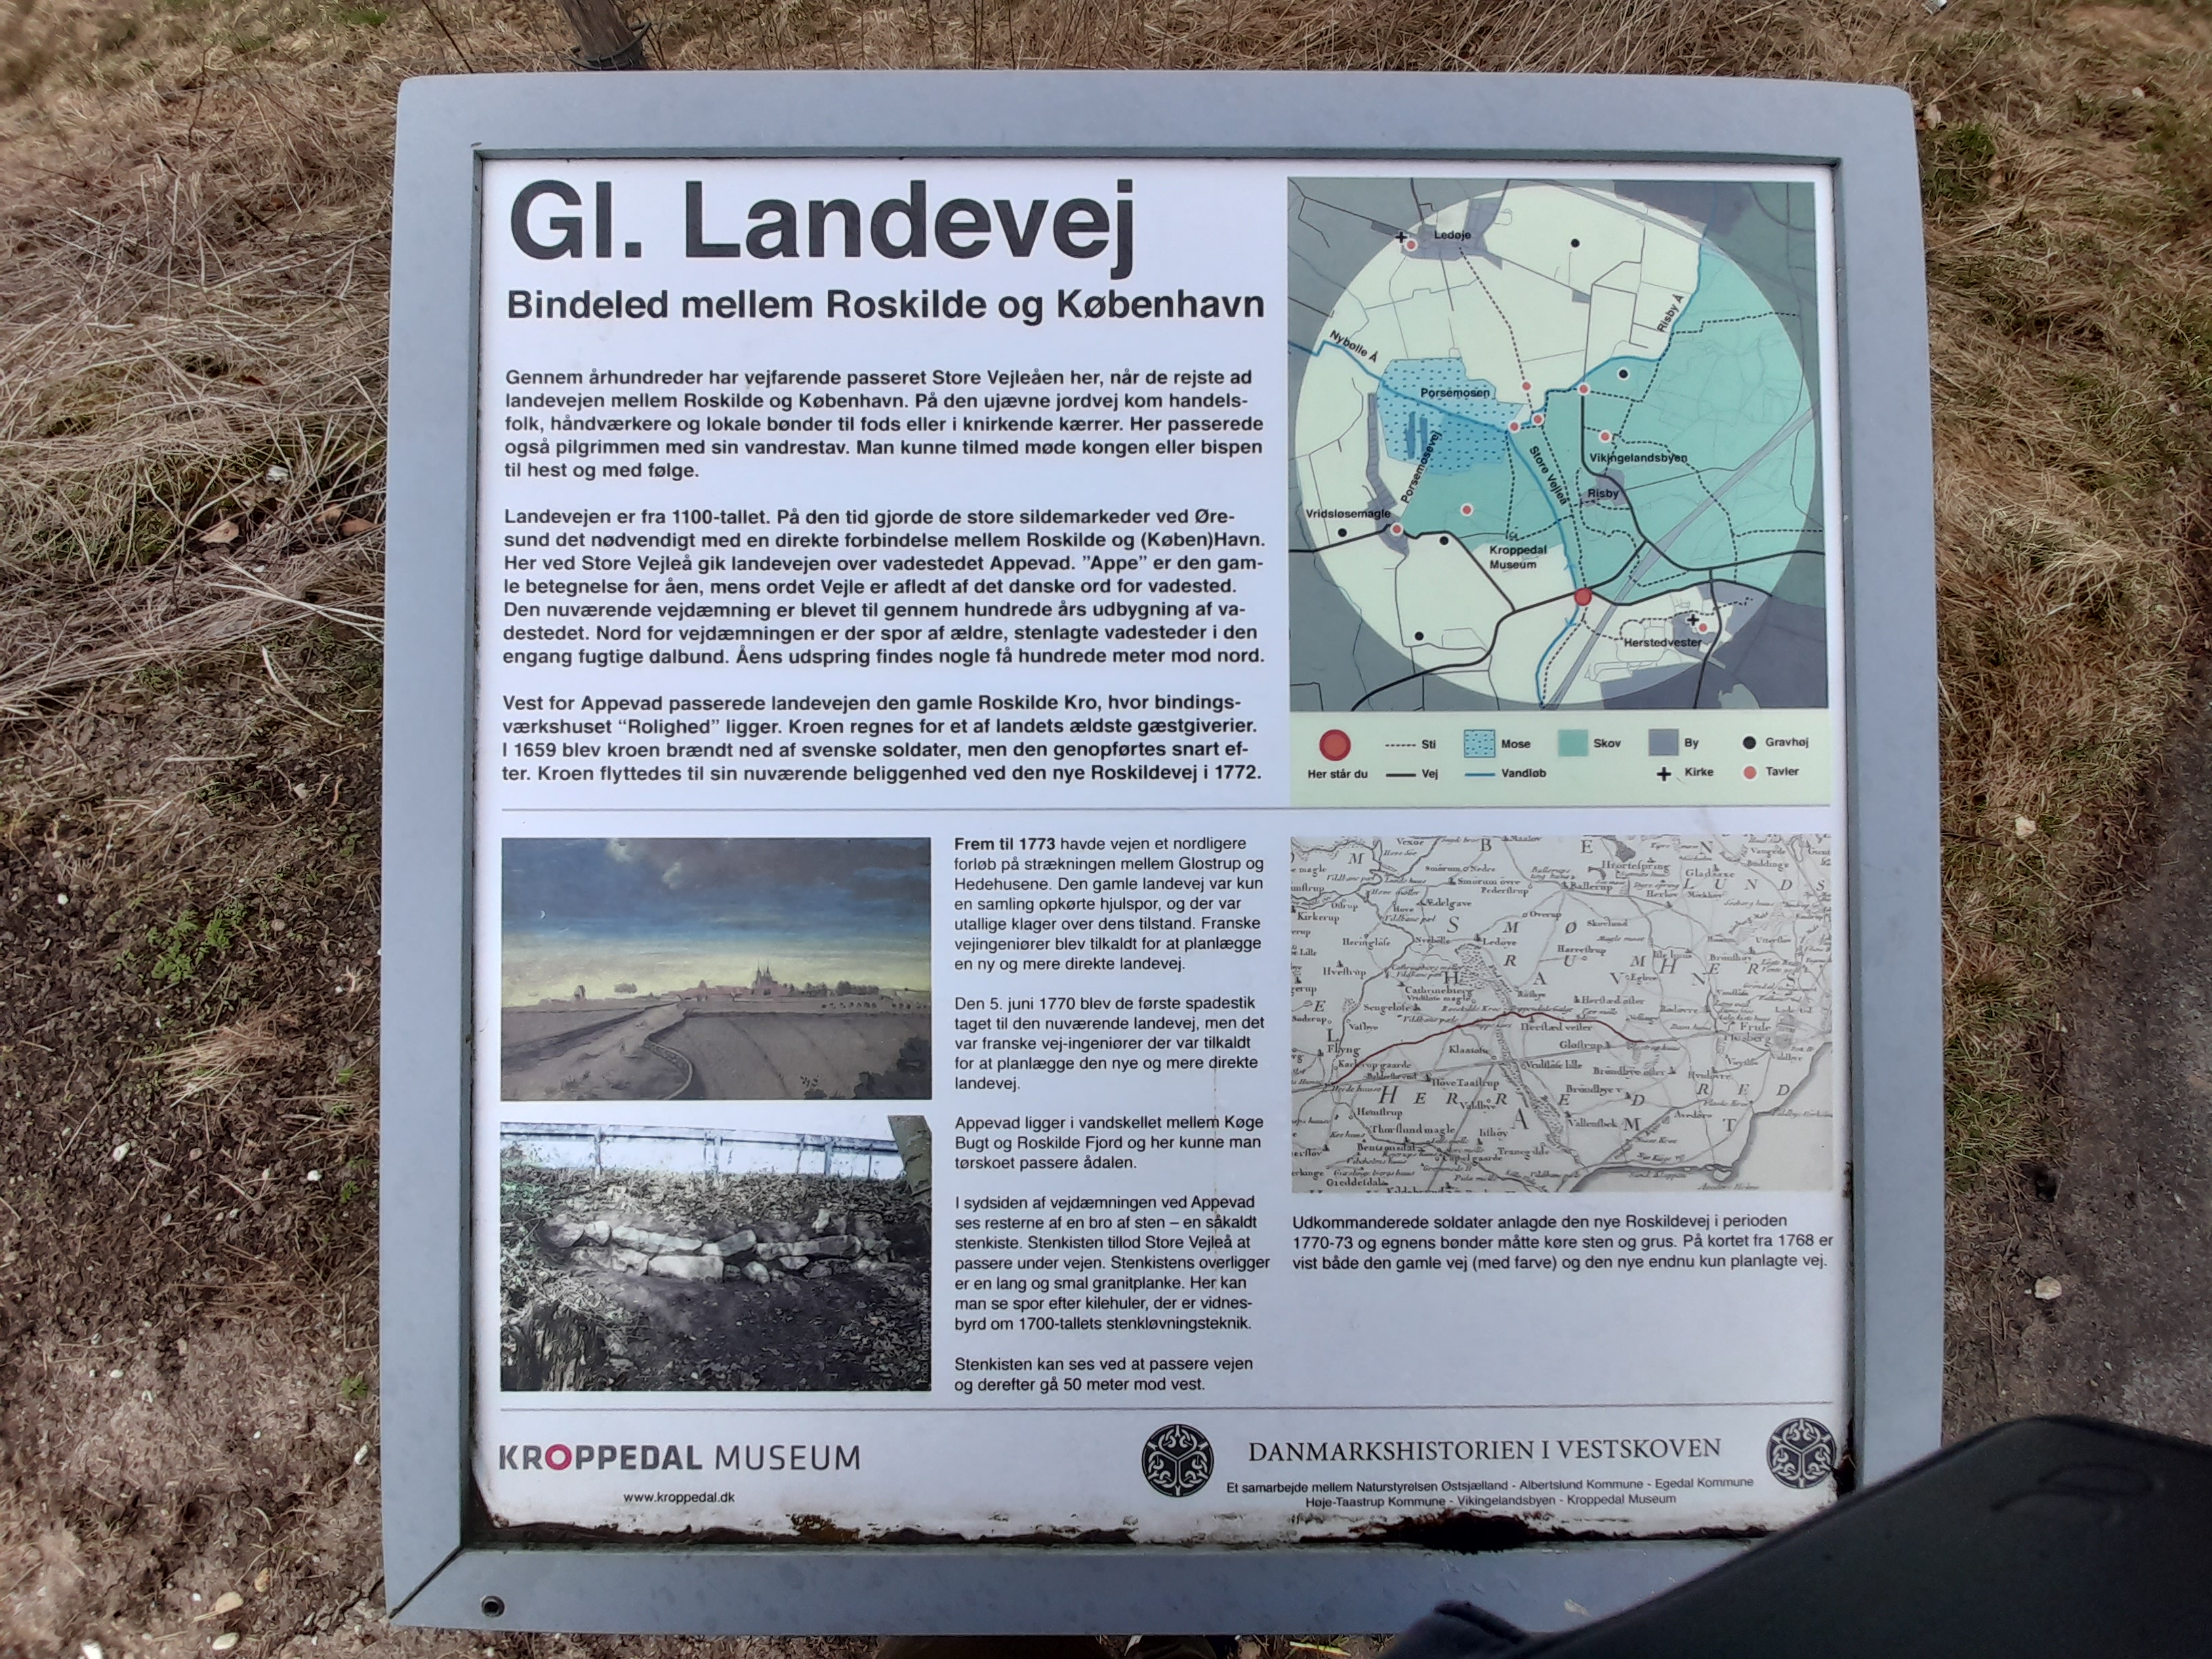 Gl. Landevej
Bindeled mellem Roskilde og København
Gennem århundreder har vejfarende passeret Store Vejleåen her, når de rejste ad
landevejen mellem Roskilde og København. På den ujævne jordvej kom handels-
folk, håndværkere og lokale bønder til fods eller i knirkende kærrer. Her passerede
også pilgrimmen med sin vandrestav. Man kunne tilmed møde kongen eller bispen
til hest og med følge.
Landevejen er fra 1100-tallet. På den tid gjorde de store sildemarkeder ved Øre-
sund det nødvendigt med en direkte forbindelse mellem Roskilde og (Køben)Havn.
Her ved Store Vejleå gik landevejen over vadestedet Appevad. ”Appe” er den gam-
le betegnelse for åen, mens ordet Vejle er afledt af det danske ord for vadested.
Den nuværende vejdæmning er blevet til gennem hundrede års udbygning af va-
destedet. Nord for vejdæmningen er der spor af ældre, stenlagte vadesteder i den
engang fugtige dalbund. Åens udspring findes nogle få hundrede meter mod nord.
Vest for Appevad passerede landevejen den gamle Roskilde Kro, hvor bindings-
værkshuset “Rolighed” ligger. Kroen regnes for et af landets ældste gæstgiverier.
I 1659 blev kroen brændt ned af svenske soldater, men den genopførtes snart ef-
ter. Kroen flyttedes til sin nuværende beliggenhed ved den nye Roskildevej i 1772.
Ledøje
Risby Å
Nybølle Å
Porsemosen
Porsemosevej
Store Vejleå
Vikingelandsbyen
Risby
Vridsløsemagle
Kroppedal
Museum
Herstedvester
Her står du
Sti
Mose
Skov
By
Gravhøj
Vej
Vandløb
Kirke
Tavler
Frem til 1773 havde vejen et nordligere
forløb på strækningen mellem Glostrup og
Hedehusene. Den gamle landevej var kun
en samling opkørte hjulspor, og der var
utallige klager over dens tilstand. Franske
vejingeniører blev tilkaldt for at planlægge
en ny og mere direkte landevej.
Den 5. juni 1770 blev de første spadestik
taget til den nuværende landevej, men det
var franske vej-ingeniører der var tilkaldt
for at planlægge den nye og mere direkte
landevej.
Appevad ligger i vandskellet mellem Køge
Bugt og Roskilde Fjord og her kunne man
tørskoet passere ådalen.
I sydsiden af vejdæmningen ved Appevad
ses resterne af en bro af sten – en såkaldt
stenkiste. Stenkisten tillod Store Vejleå at
passere under vejen. Stenkistens overligger
er en lang og smal granitplanke. Her kan
man se spor efter kilehuler, der er vidnes-
byrd om 1700-tallets stenkløvningsteknik.
Stenkisten kan ses ved at passere vejen
og derefter gå 50 meter mod vest.
Udkommanderede soldater anlagde den nye Roskildevej i perioden
1770-73 og egnens bønder måtte køre sten og grus. På kortet fra 1768 er
vist både den gamle vej (med farve) og den nye endnu kun planlagte vej.
KROPPEDAL MUSEUM
www.kroppedal.dk
DANMARKSHISTORIEN I VESTSKOVEN
Et samarbejde mellem Naturstyrelsen Østsjælland - Albertslund Kommune - Egedal Kommune
Høje-Taastrup Kommune - Vikingelandsbyen - Kroppedal Museum